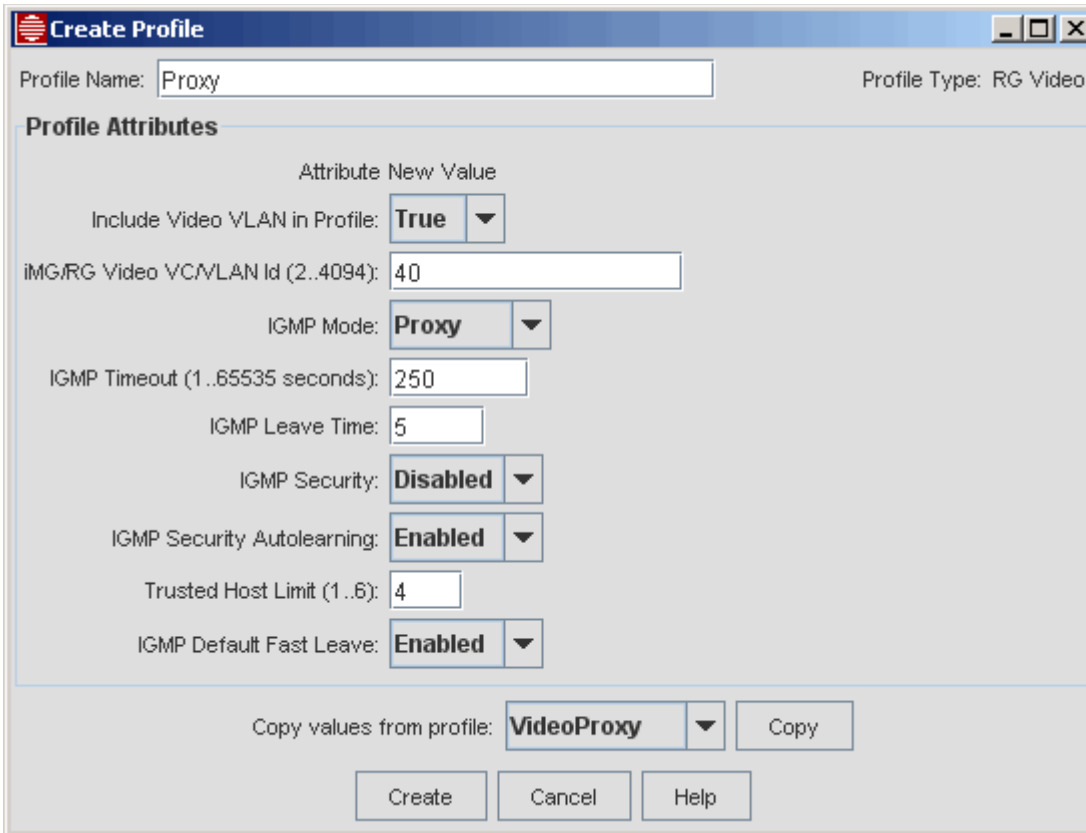 Create Profile
Profile Name: Proxy Profile Type: RG Video
Profile Attributes
Attribute New Value
Include Video VLAN in Profile: True
iMG/RG Video VC/VLAN Id (2..4094): 40
IGMP Mode: Proxy
IGMP Timeout (1..65535 seconds): 250
IGMP Leave Time: 5
IGMP Security: Disabled
IGMP Security Autolearning: Enabled
Trusted Host Limit (1..6): 4
IGMP Default Fast Leave: Enabled
Copy values from profile: VideoProxy Copy
Create Cancel Help